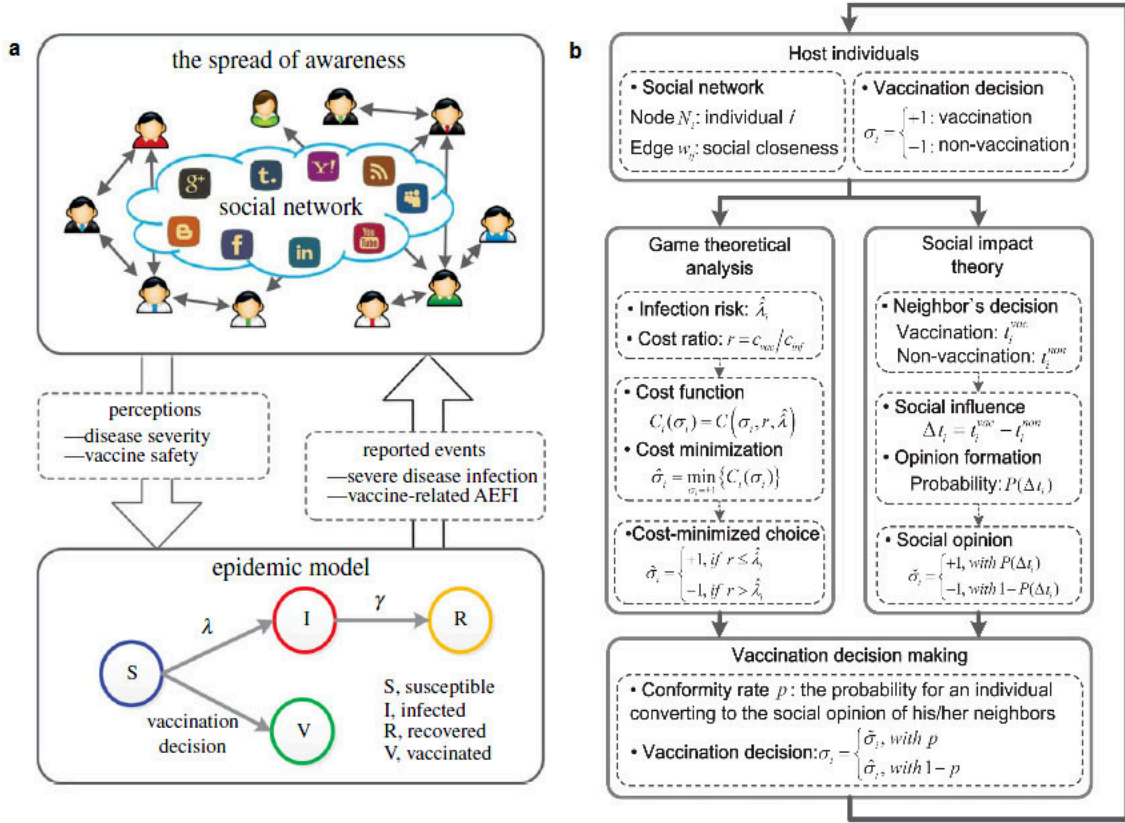 a
the spread of awareness
g+
t.
Y!
social network
B
f
in
You
Tube
perceptions
—disease severity
—vaccine safety
reported events
—severe disease infection
—vaccine-related AEFI
epidemic model
λ
I
γ
R
S
vaccination
decision
V
S, susceptible
I, infected
R, recovered
V, vaccinated
b
Host individuals
• Social network
Node N_i: individual i
Edge w_ij: social closeness
• Vaccination decision
σ_i = { +1 : vaccination
−1 : non-vaccination
Game theoretical
analysis
• Infection risk: λ̂_i
• Cost ratio: r = c_vac / c_inf
• Cost function
C_i(σ_i) = C(σ_i, r, λ̂)
• Cost minimization
σ̂_i = min_{σ_i=±1} {C_i(σ_i)}
•Cost-minimized choice
σ̂_i = { +1, if r ≤ λ̂_i
−1, if r > λ̂_i
Social impact
theory
• Neighbor`s decision
Vaccination: t_i^vac
Non-vaccination: t_i^non
• Social influence
Δt_i = t_i^vac − t_i^non
• Opinion formation
Probability: P(Δt_i)
• Social opinion
σ̌_i = { +1, with P(Δt_i)
−1, with 1− P(Δt_i)
Vaccination decision making
• Conformity rate p : the probability for an individual
converting to the social opinion of his/her neighbors
• Vaccination decision: σ_i = { σ̌_i, with p
σ̂_i, with 1− p